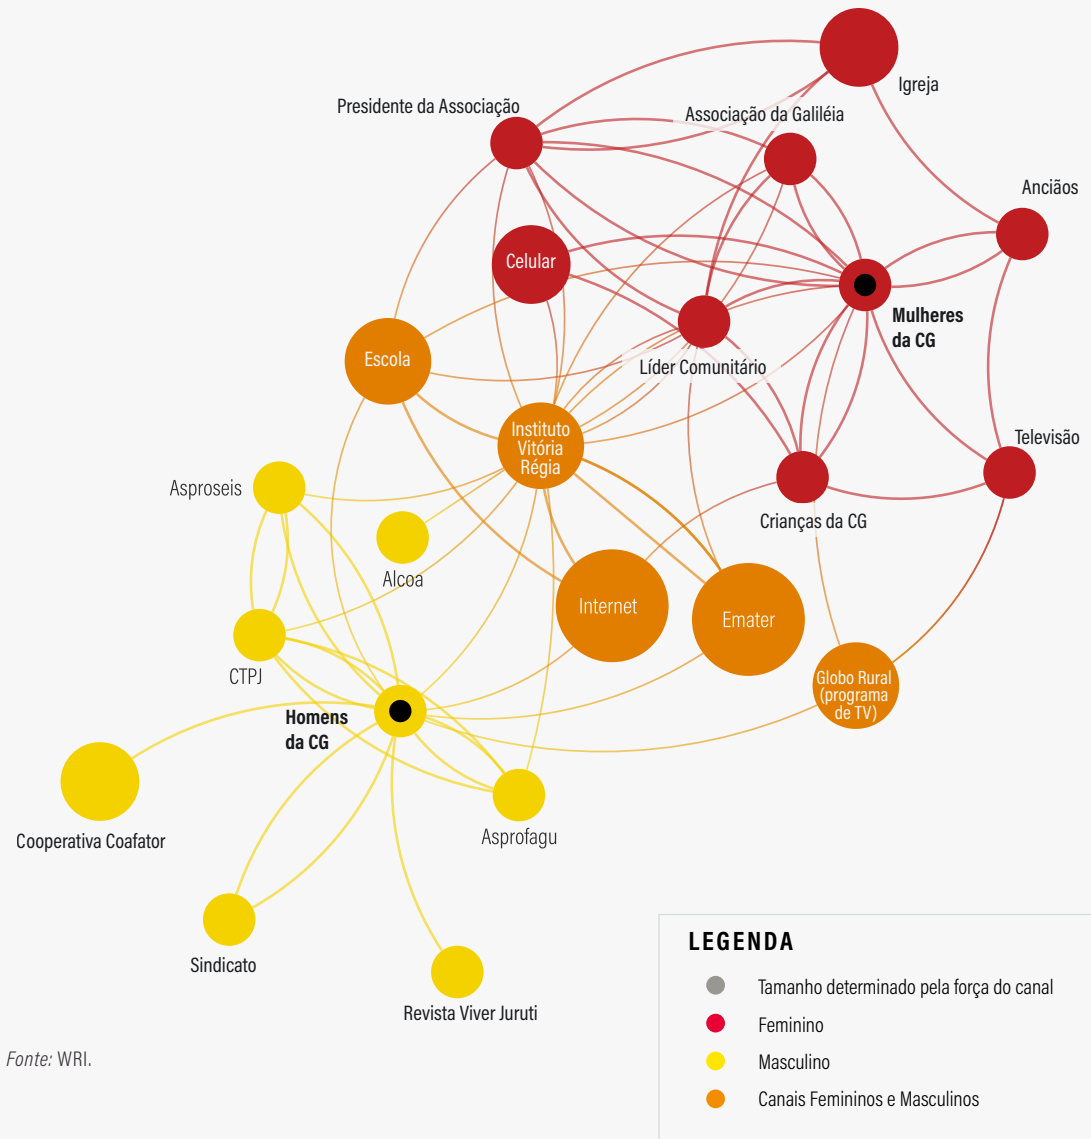 Igreja
Presidente da Associação
Associação da Galiléia
Anciãos
Celular
Mulheres
da CG
Escola
Líder Comunitário
Instituto
Vitória
Régia
Televisão
Asproseis
Crianças da CG
Alcoa
Internet
Emater
CTPJ
Globo Rural
(programa
de TV)
Homens
da CG
Cooperativa Coafator
Asprofagu
Sindicato
Revista Viver Juruti
Fonte: WRI.
LEGENDA
Tamanho determinado pela força do canal
Feminino
Masculino
Canais Femininos e Masculinos